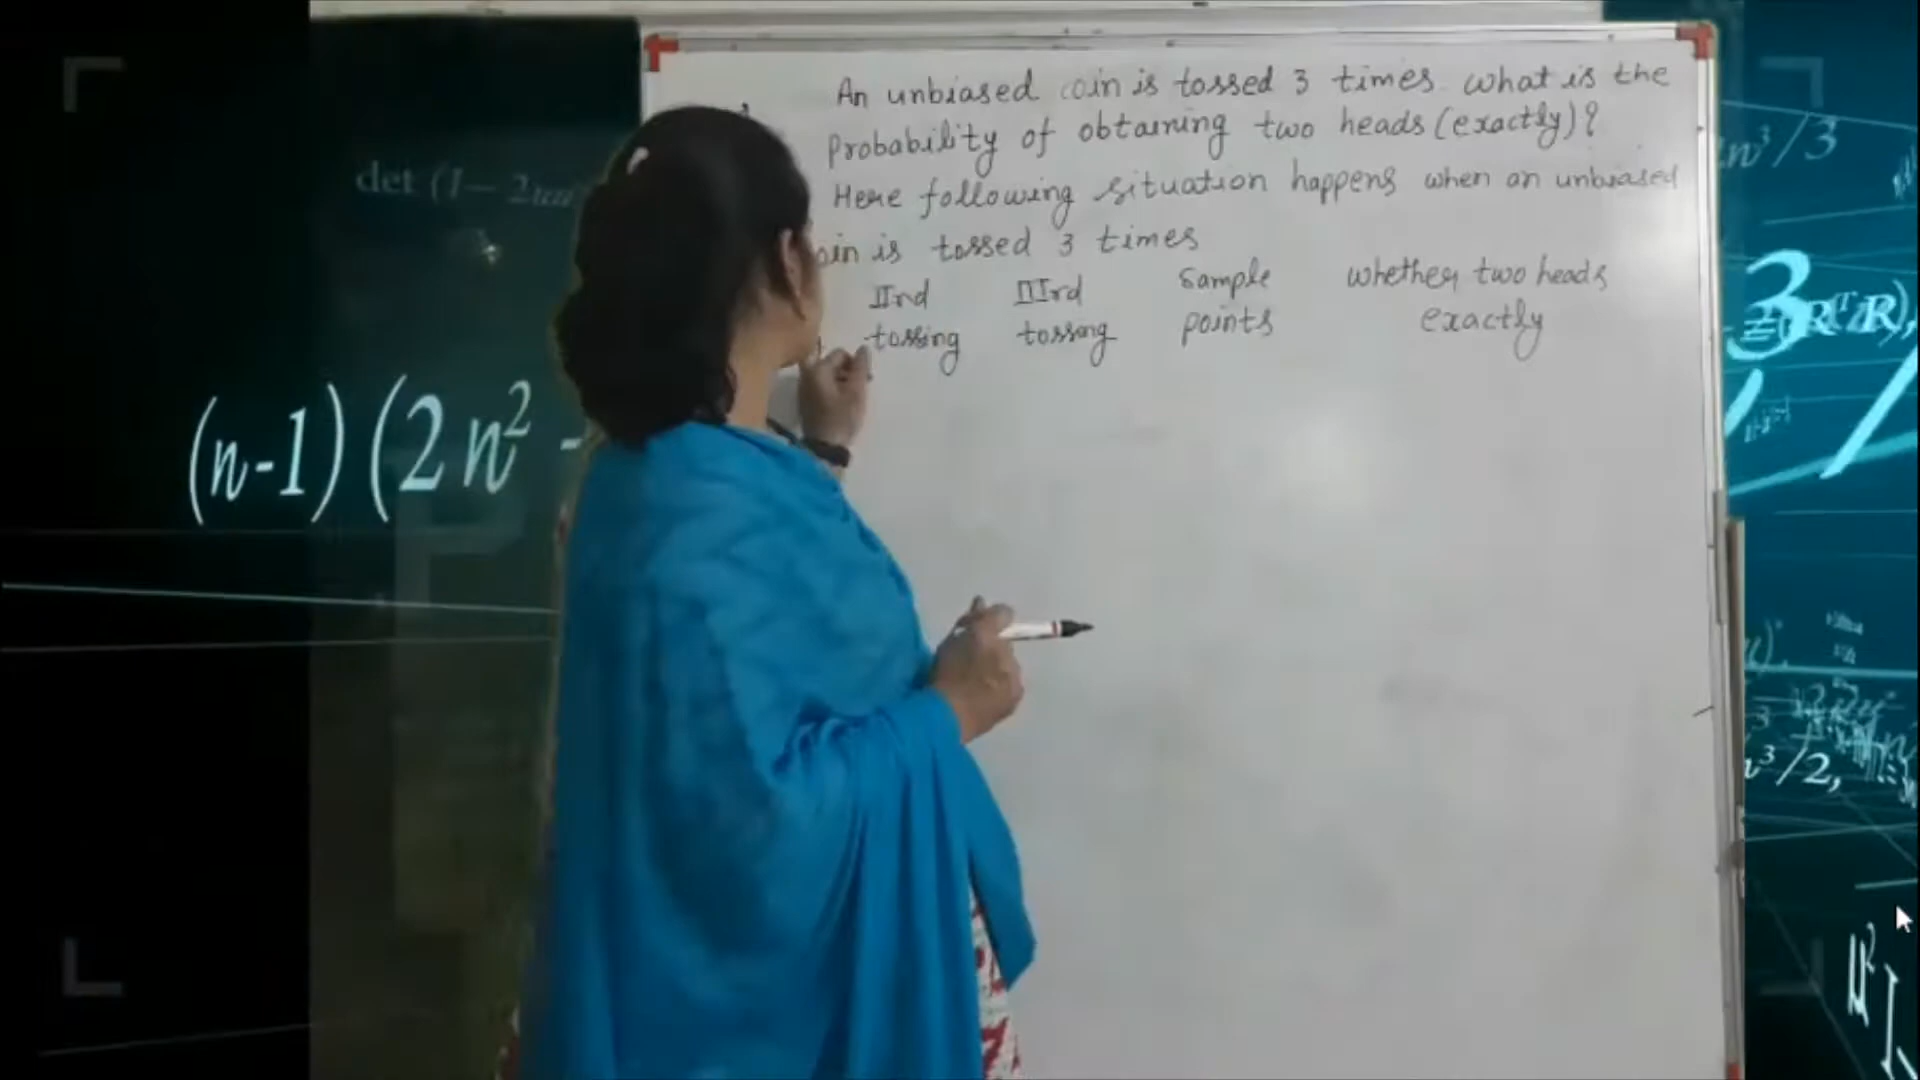 An unbiased coin is tossed 3 times. What is the
Probability of obtaining two heads (exactly)?
Here following situation happens when an unbiased
oin is tossed 3 times
IInd IIIrd Sample whether two heads
tossing tossing points exactly
det (I - 2
(n-1) (2n²
n³/3
3
n³/2,